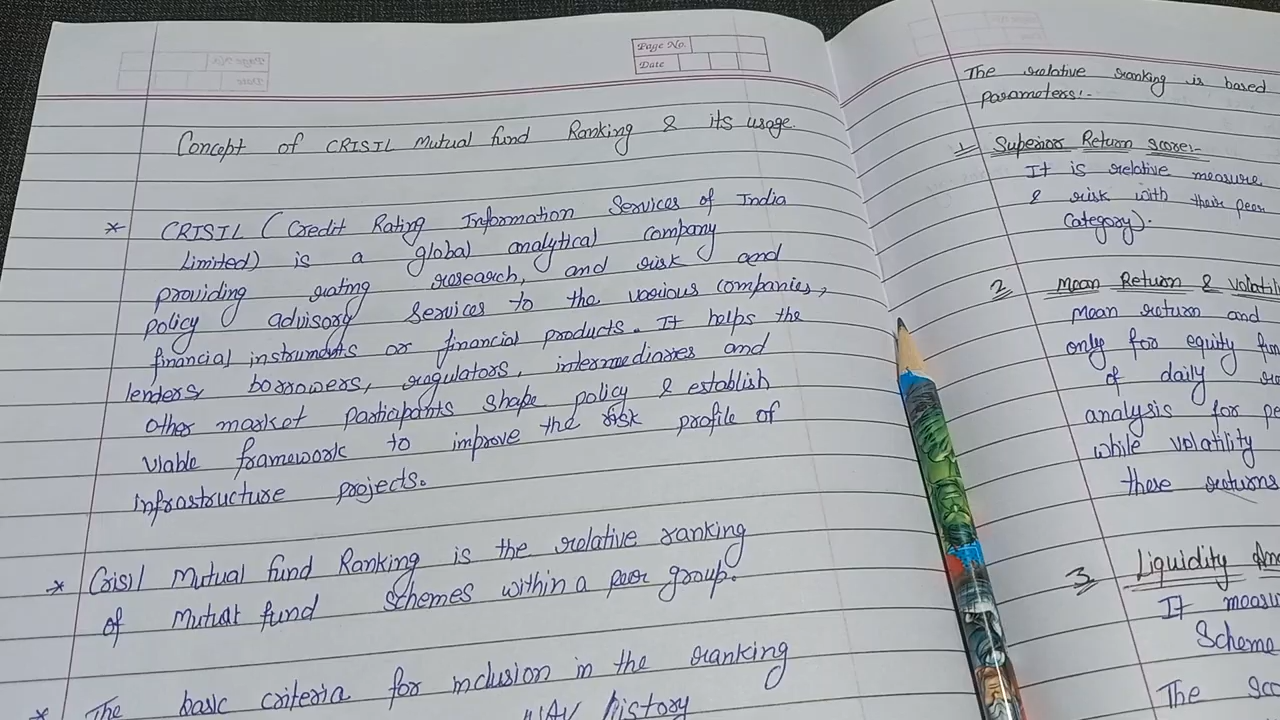 Page No.
Date
Concept of CRISIL Mutual fund Ranking & its usage.
* CRISIL (Credit Rating Information Services of India
Limited) is a global analytical company
providing rating research, and risk and
policy advisory services to the various companies,
financial instruments or financial products. It helps the
lenders, borrowers, regulators, intermediaries and
other market participants shape policy & establish
viable framework to improve the risk profile of
infrastructure projects.
* Crisil Mutual fund Ranking is the relative ranking
of mutual fund schemes within a peer group.
* The basic criteria for inclusion in the ranking
NAV history
The relative ranking is based
parameters:-
1 Superior Return score:-
It is relative measure
& risk with their peer
category).
2 Mean Return &
mean return and
only for equity
of daily
analysis for
while volatility
these returns
3 Liquidity
It
Scheme
The